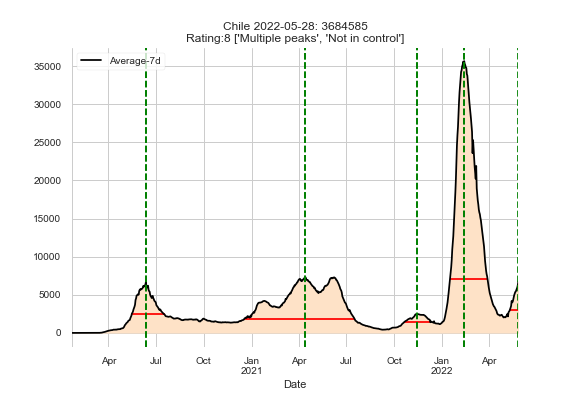 Chile 2022-05-28: 3684585
Rating:8 ['Multiple peaks', 'Not in control']
Average-7d
35000
30000
25000
20000
15000
10000
5000
0
Apr Jul Oct Jan Apr Jul Oct Jan Apr
2021 2022
Date